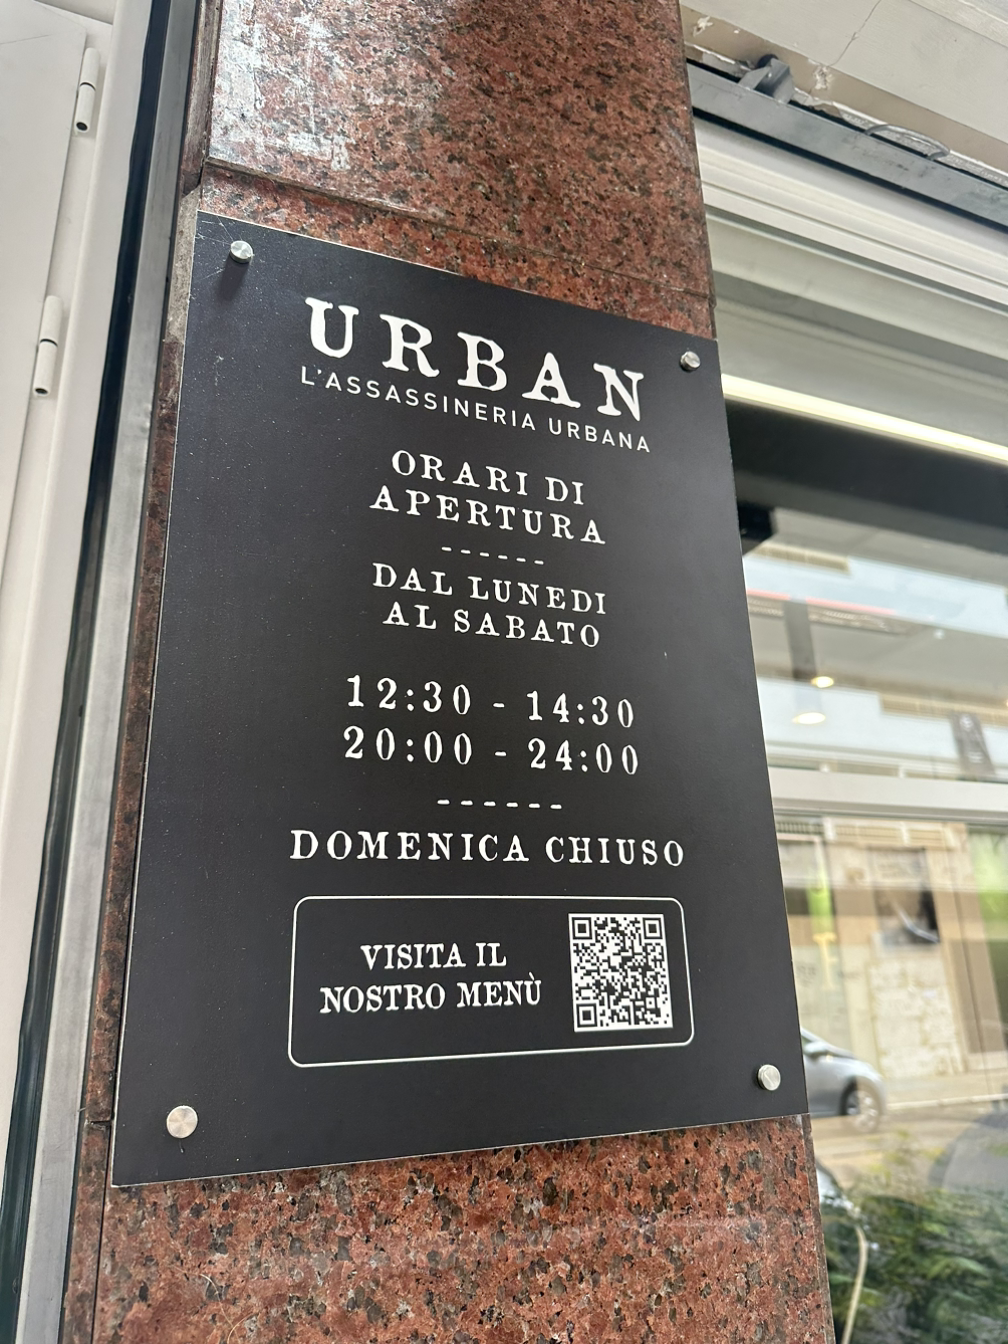 URBAN
L'ASSASSINERIA URBANA
ORARI DI
APERTURA
------
DAL LUNEDI
AL SABATO
12:30 - 14:30
20:00 - 24:00
------
DOMENICA CHIUSO
VISITA IL
NOSTRO MENÙ